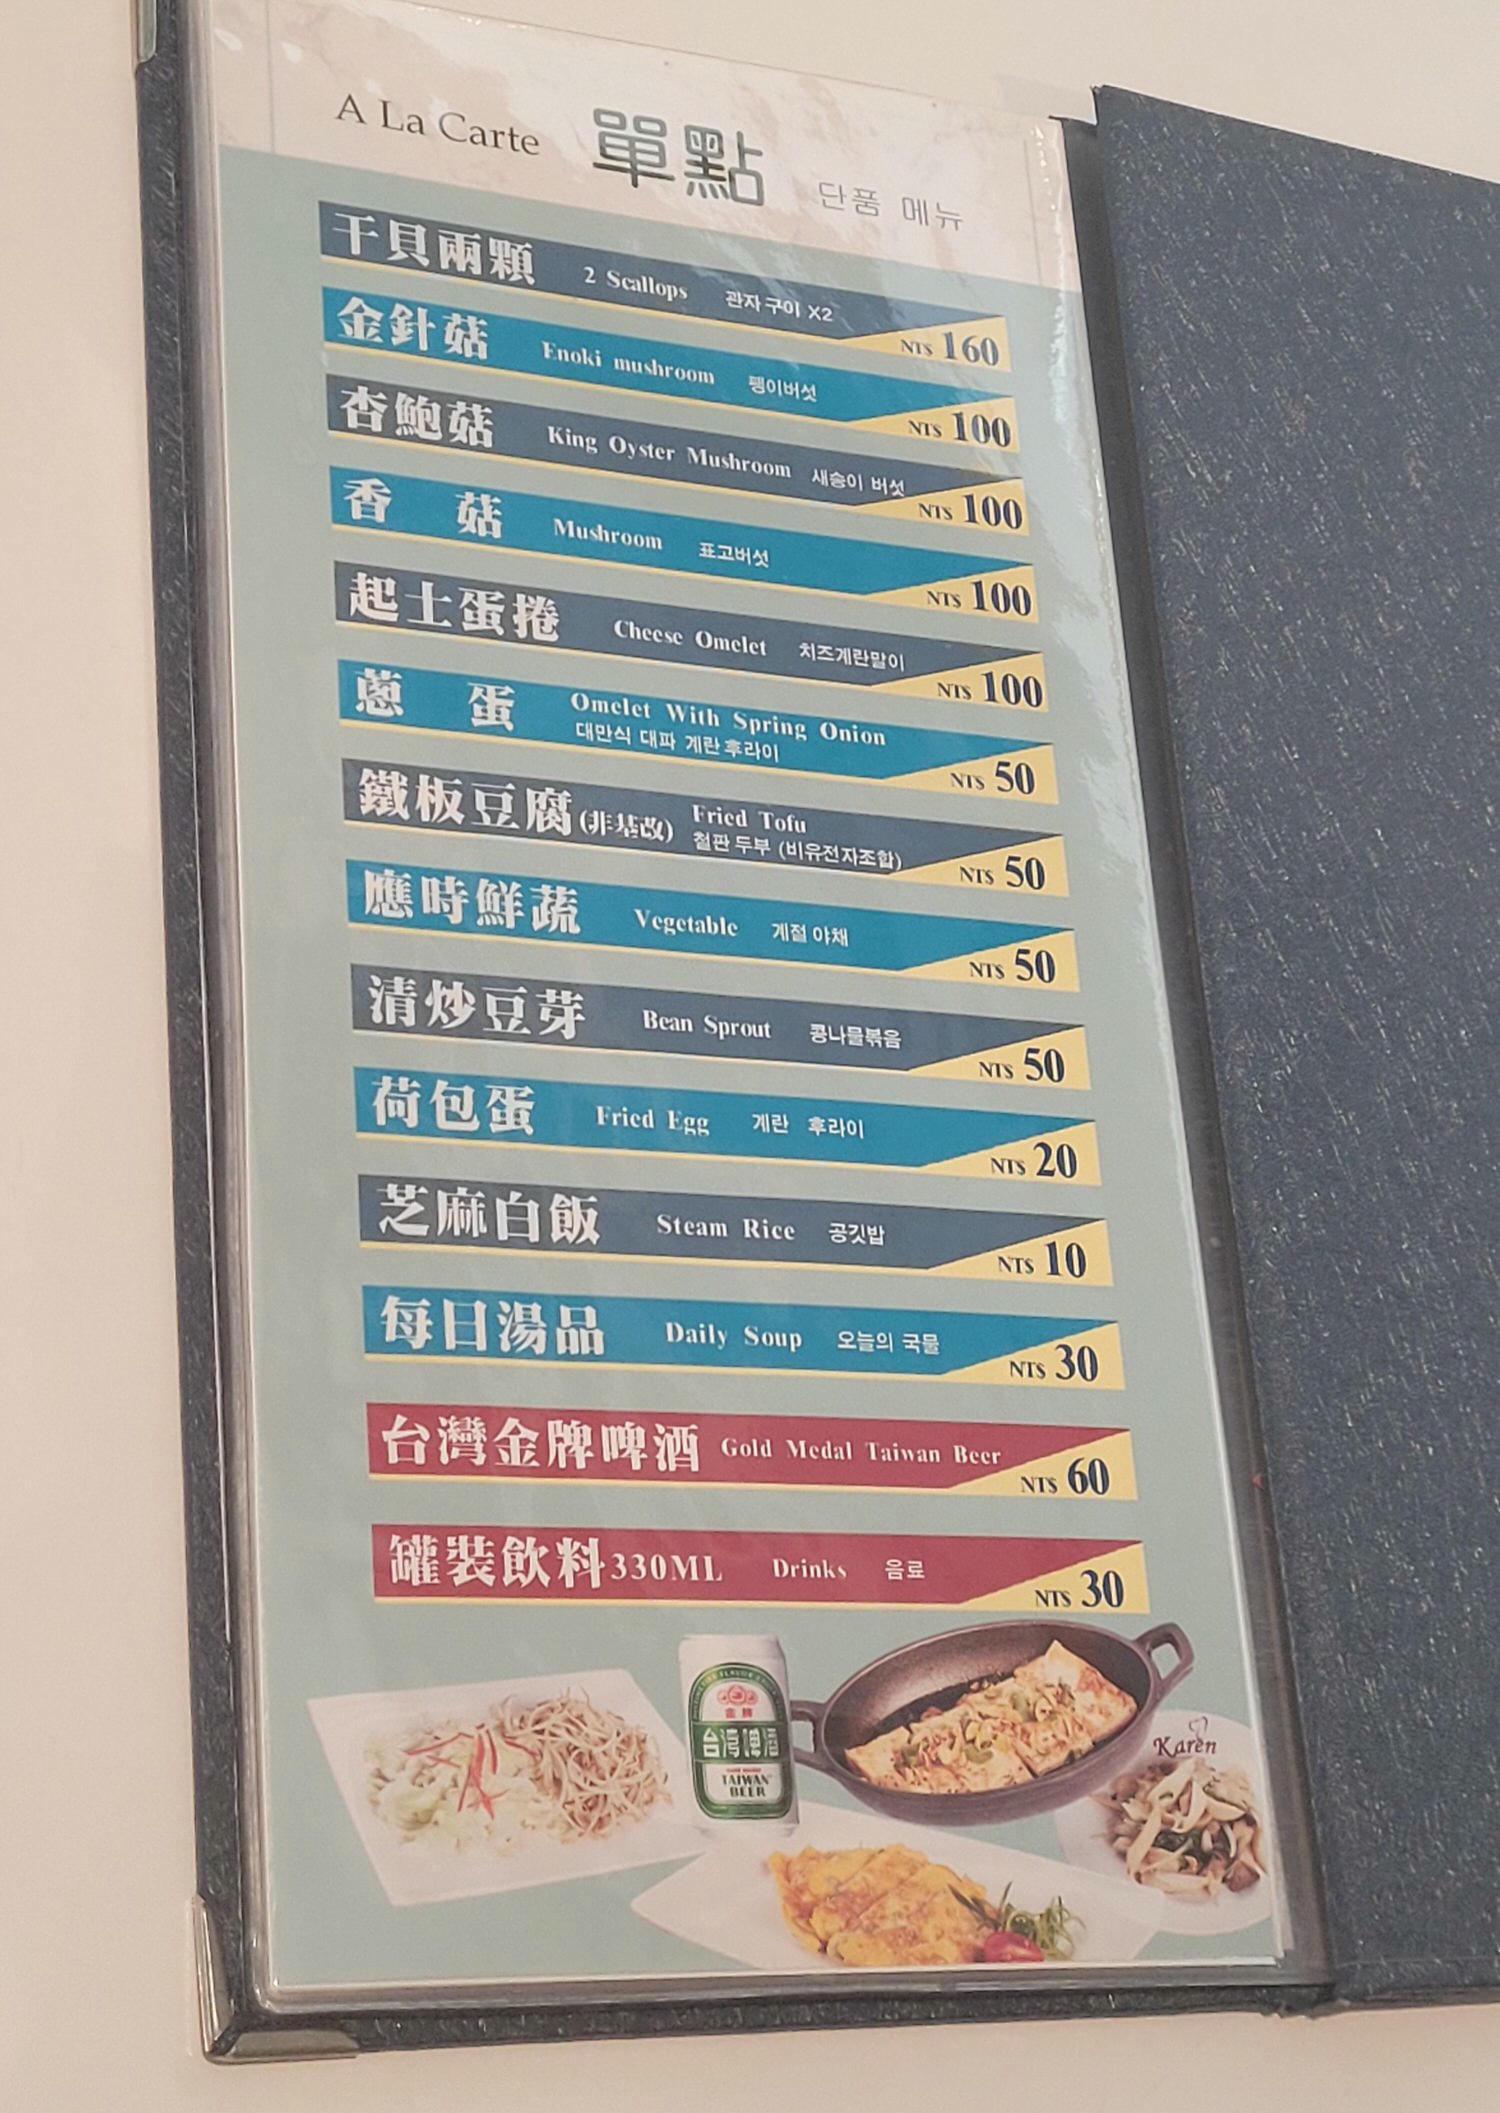 A La Carte 單點 단품 메뉴
干貝兩顆 2 Scallops 관자 구이 X2 NT$ 160
金針菇 Enoki mushroom 팽이버섯 NT$ 100
杏鮑菇 King Oyster Mushroom 새송이 버섯 NT$ 100
香菇 Mushroom 표고버섯 NT$ 100
起士蛋捲 Cheese Omelet 치즈계란말이 NT$ 100
蔥蛋 Omelet With Spring Onion
대만식 대파 계란 후라이 NT$ 50
鐵板豆腐(非基改) Fried Tofu
철판 두부 (비유전자조합) NT$ 50
應時鮮蔬 Vegetable 계절 야채 NT$ 50
清炒豆芽 Bean Sprout 콩나물볶음 NT$ 50
荷包蛋 Fried Egg 계란 후라이 NT$ 20
芝麻白飯 Steam Rice 공깃밥 NT$ 10
每日湯品 Daily Soup 오늘의 국물 NT$ 30
台灣金牌啤酒 Gold Medal Taiwan Beer NT$ 60
罐裝飲料330ML Drinks 음료 NT$ 30
金牌
台灣啤酒
TAIWAN
BEER
Karen